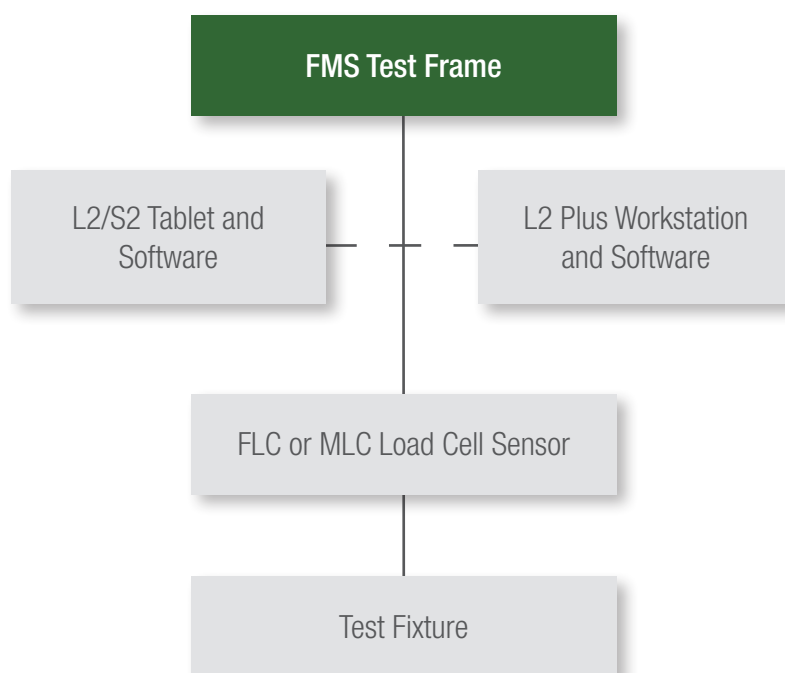 FMS Test Frame
L2/S2 Tablet and
Software
L2 Plus Workstation
and Software
FLC or MLC Load Cell Sensor
Test Fixture